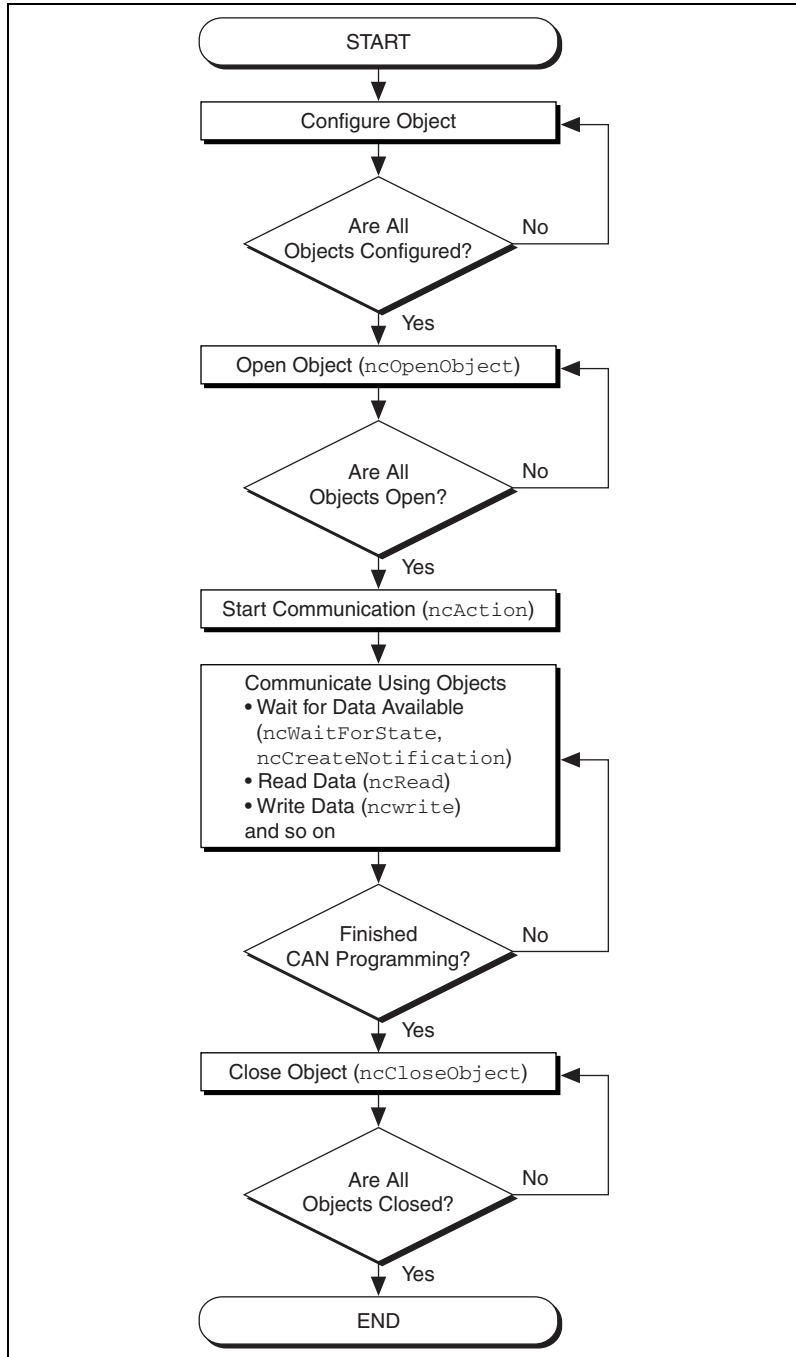 START
Configure Object
Are All
Objects Configured?
No
Yes
Open Object (ncOpenObject)
Are All
Objects Open?
No
Yes
Start Communication (ncAction)
Communicate Using Objects
• Wait for Data Available
(ncWaitForState,
ncCreateNotification)
• Read Data (ncRead)
• Write Data (ncwrite)
and so on
Finished
CAN Programming?
No
Yes
Close Object (ncCloseObject)
Are All
Objects Closed?
No
Yes
END